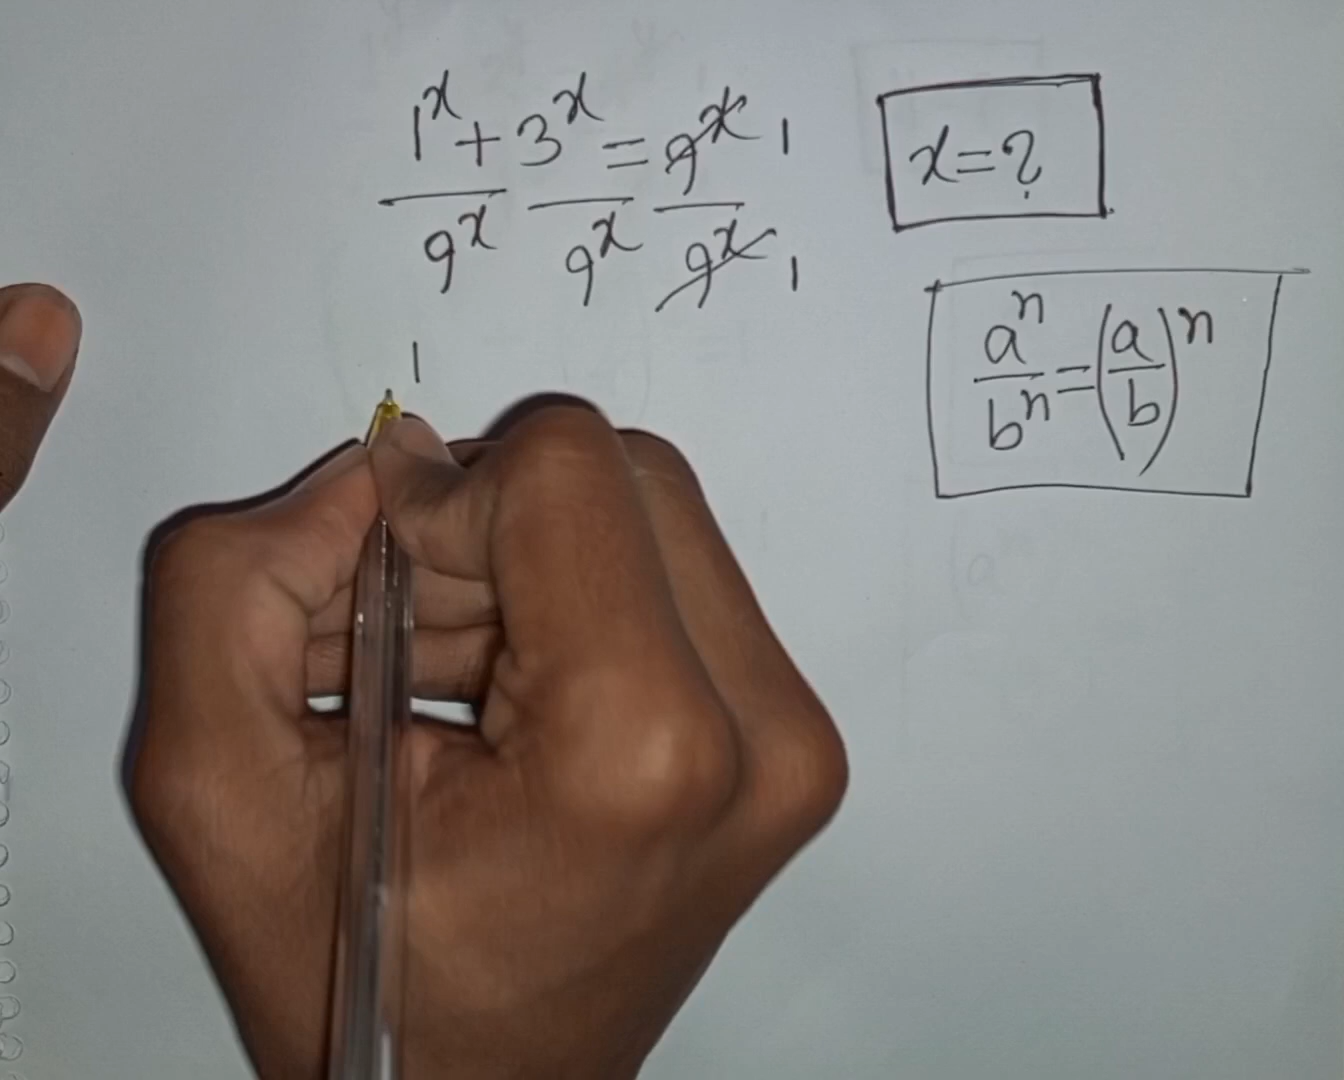 1^x + 3^x = 9^x 1
9^x 9^x 9^x 1
x = ?
a^n/b^n = (a/b)^n
1